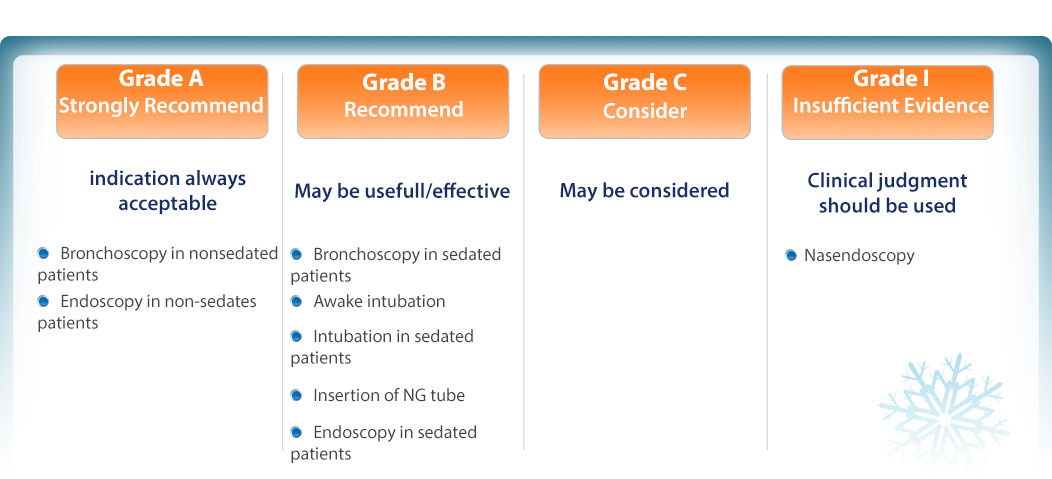 Grade A
Strongly Recommend
indication always
acceptable
Bronchoscopy in nonsedated
patients
Endoscopy in non-sedates
patients
Grade B
Recommend
May be usefull/effective
Bronchoscopy in sedated
patients
Awake intubation
Intubation in sedated
patients
Insertion of NG tube
Endoscopy in sedated
patients
Grade C
Consider
May be considered
Grade I
Insufficient Evidence
Clinical judgment
should be used
Nasendoscopy